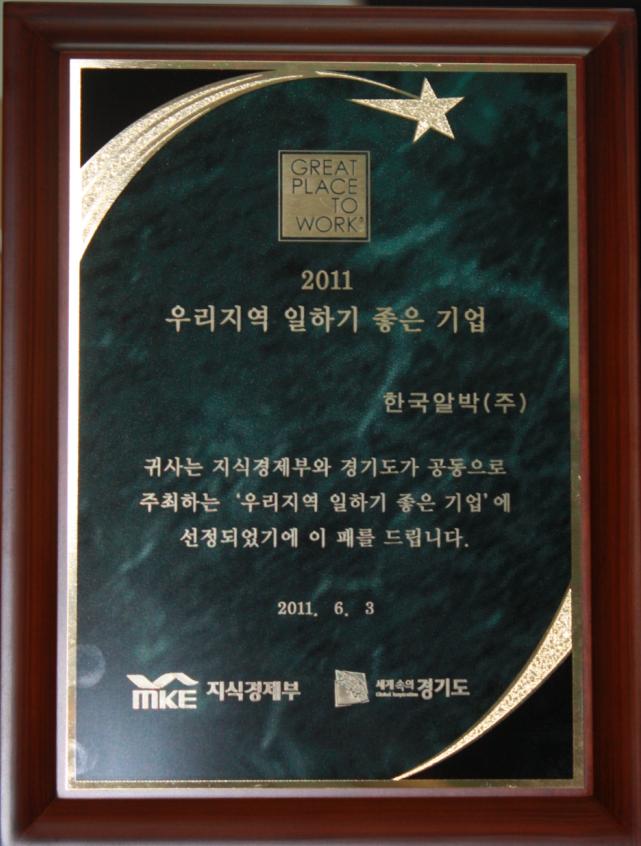 GREAT
PLACE
TO
WORK®
2011
우리지역 일하기 좋은 기업
한국알박(주)
귀사는 지식경제부와 경기도가 공동으로
주최하는 '우리지역 일하기 좋은 기업'에
선정되었기에 이 패를 드립니다.
2011. 6. 3
MKE 지식경제부
세계 속의 경기도
Global Inspiration